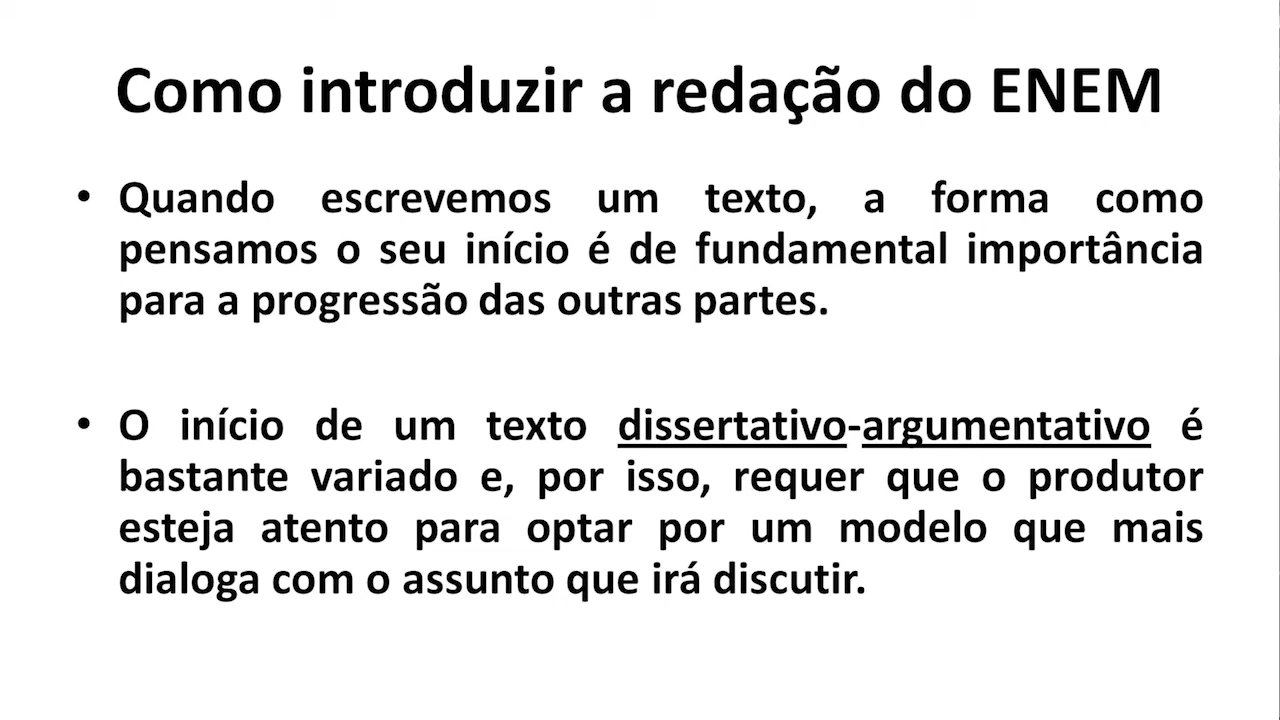 Como introduzir a redação do ENEM
• Quando escrevemos um texto, a forma como
pensamos o seu início é de fundamental importância
para a progressão das outras partes.
• O início de um texto dissertativo-argumentativo é
bastante variado e, por isso, requer que o produtor
esteja atento para optar por um modelo que mais
dialoga com o assunto que irá discutir.